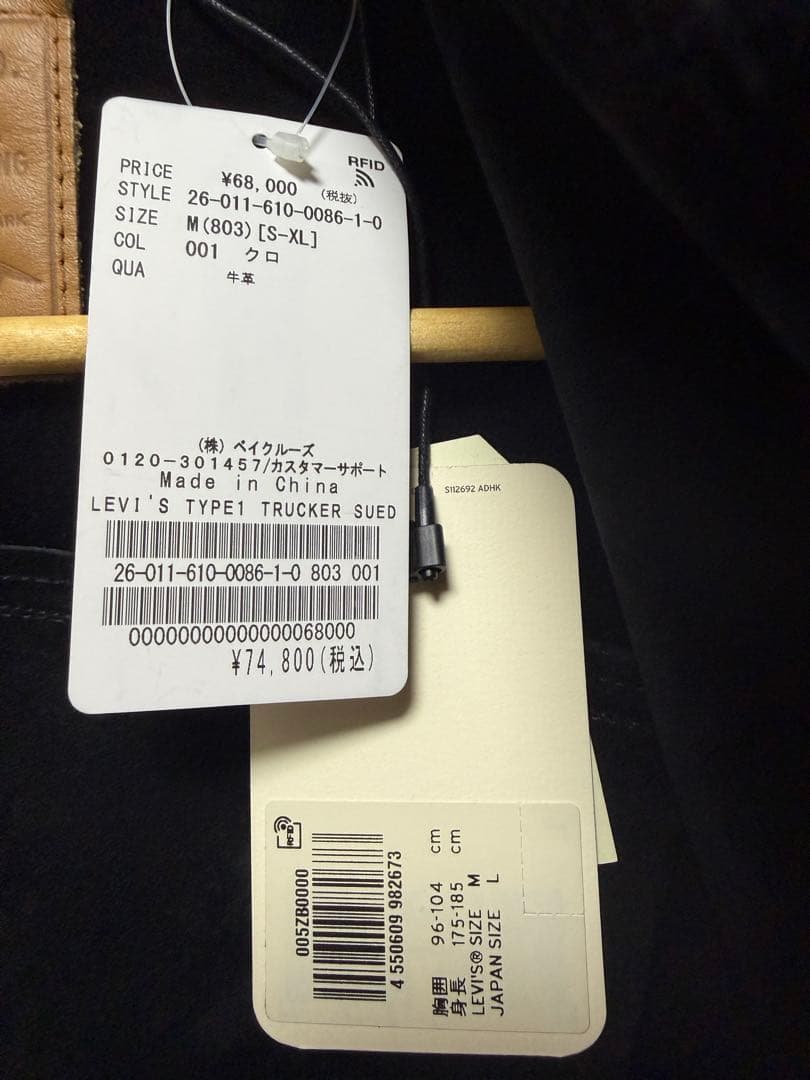 RFID
PRICE ¥68,000 (税抜)
STYLE 26-011-610-0086-1-0
SIZE M(803)[S-XL]
COL 001 クロ
QUA 牛革
(株) ベイクルーズ
0120-301457/カスタマーサポート
Made in China
LEVI'S TYPE1 TRUCKER SUED
26-011-610-0086-1-0 803 001
00000000000000068000
¥74,800(税込)
S112692 ADHK
RFID
005ZB0000
4 550609 982673
胸囲 96-104 cm
身長 175-185 cm
LEVI'S® SIZE M
JAPAN SIZE L